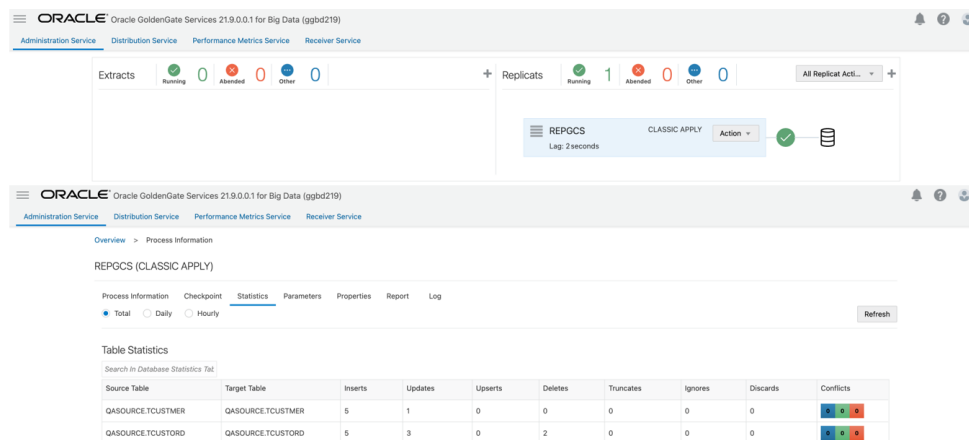 ORACLE Oracle GoldenGate Services 21.9.0.0.1 for Big Data (ggbd219)
Administration Service Distribution Service Performance Metrics Service Receiver Service
Extracts Running 0 Abended 0 Other 0
Replicats Running 1 Abended 0 Other 0 All Replicat Acti...
REPGCS CLASSIC APPLY Action
Lag: 2 seconds
ORACLE Oracle GoldenGate Services 21.9.0.0.1 for Big Data (ggbd219)
Administration Service Distribution Service Performance Metrics Service Receiver Service
Overview > Process Information
REPGCS (CLASSIC APPLY)
Process Information Checkpoint Statistics Parameters Properties Report Log
Total Daily Hourly Refresh
Table Statistics
Search In Database Statistics Tab
Source Table Target Table Inserts Updates Upserts Deletes Truncates Ignores Discards Conflicts
QASOURCE.TCUSTMER QASOURCE.TCUSTMER 5 1 0 0 0 0 0 0 0 0
QASOURCE.TCUSTORD QASOURCE.TCUSTORD 5 3 0 2 0 0 0 0 0 0